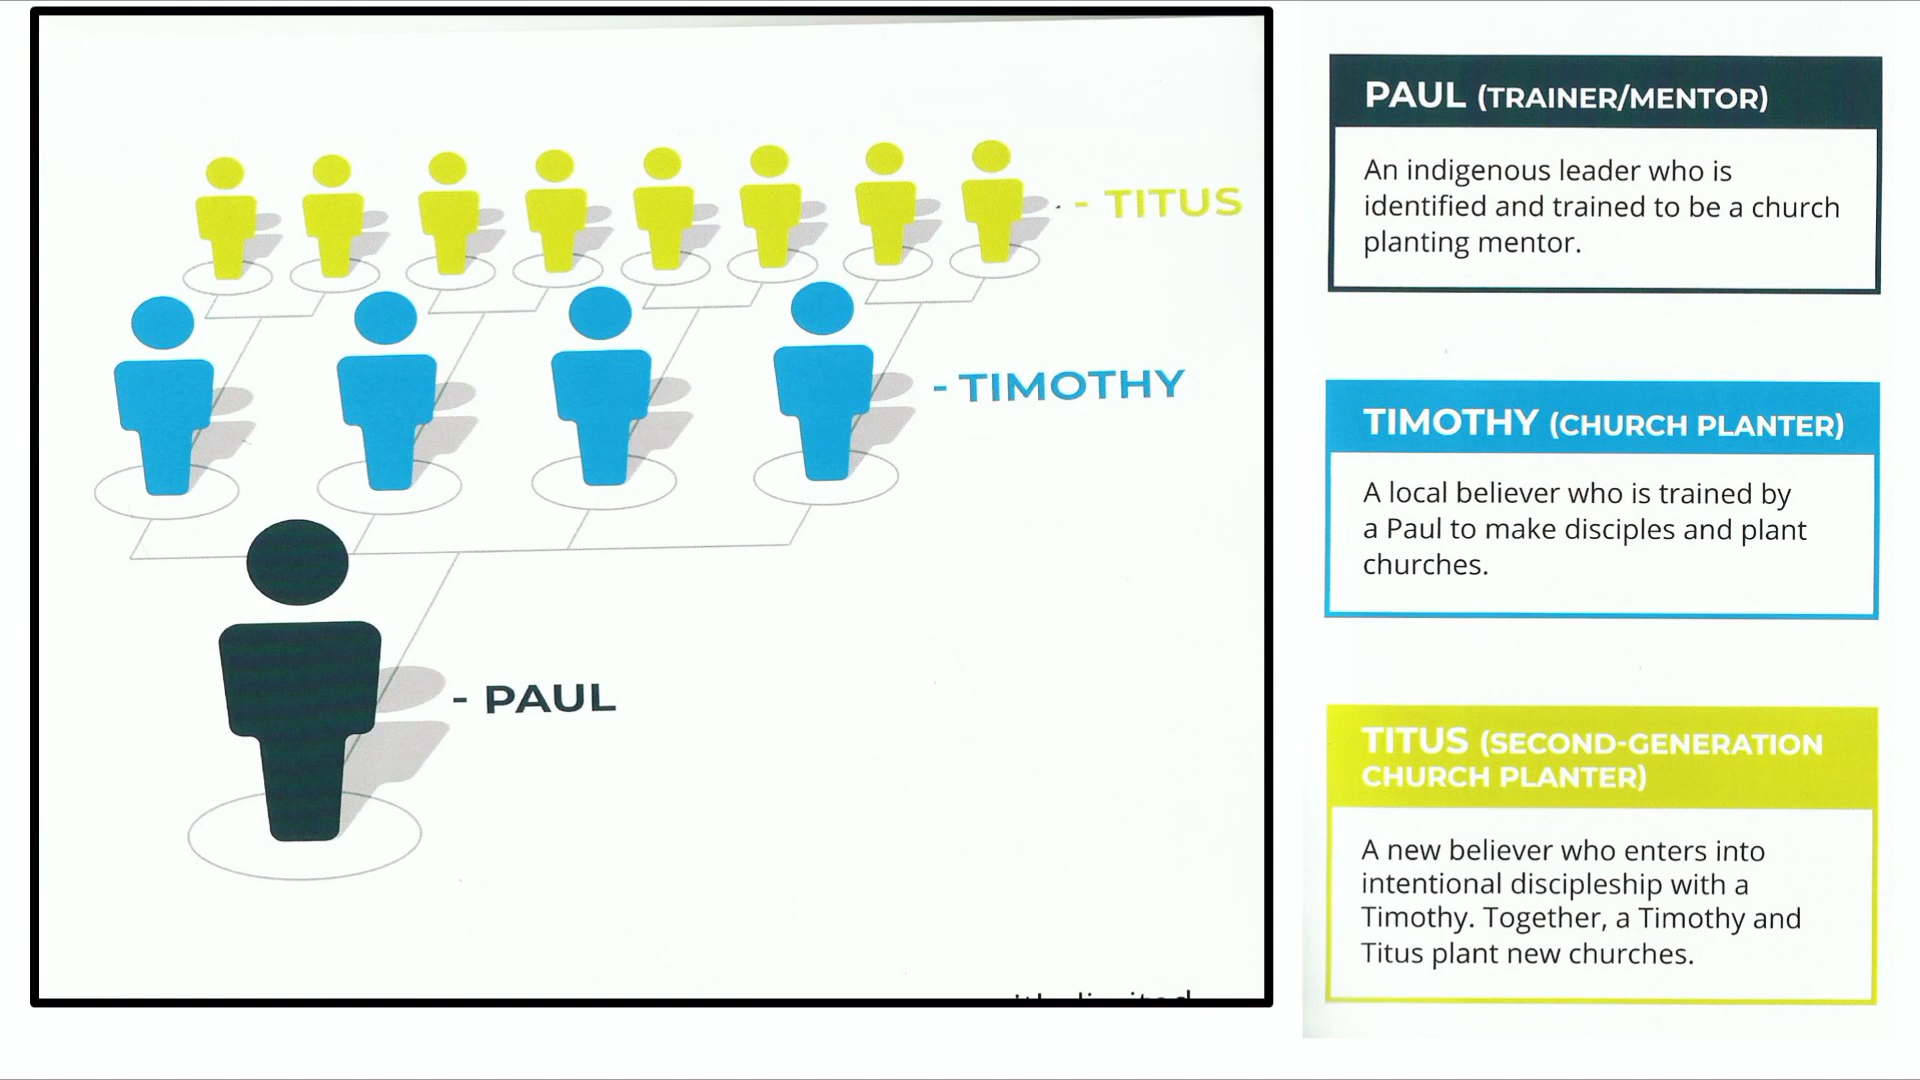 - TITUS
- TIMOTHY
- PAUL
PAUL (TRAINER/MENTOR)
An indigenous leader who is
identified and trained to be a church
planting mentor.
TIMOTHY (CHURCH PLANTER)
A local believer who is trained by
a Paul to make disciples and plant
churches.
TITUS (SECOND-GENERATION
CHURCH PLANTER)
A new believer who enters into
intentional discipleship with a
Timothy. Together, a Timothy and
Titus plant new churches.